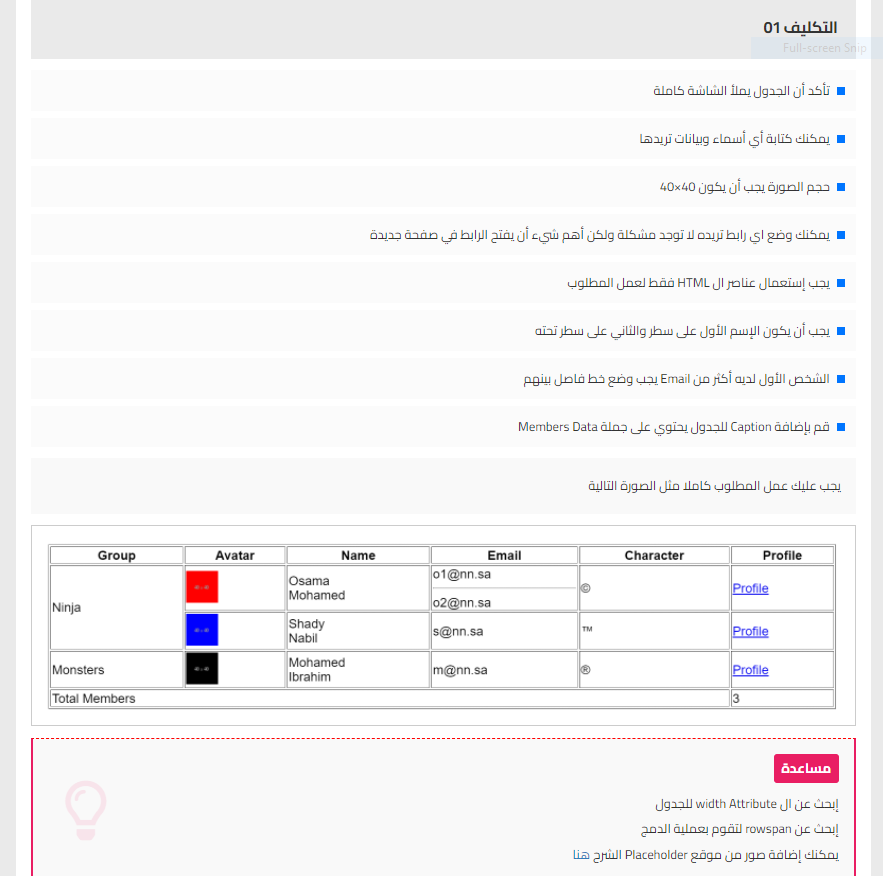 التكليف 01
Full-screen Snip
تأكد أن الجدول يملأ الشاشة كاملة
يمكنك كتابة أي أسماء وبيانات تريدها
حجم الصورة يجب أن يكون 40×40
يمكنك وضع اي رابط تريده لا توجد مشكلة ولكن أهم شيء أن يفتح الرابط في صفحة جديدة
يجب إستعمال عناصر ال HTML فقط لعمل المطلوب
يجب أن يكون الإسم الأول على سطر والثاني على سطر تحته
الشخص الأول لديه أكثر من Email يجب وضع خط فاصل بينهم
قم بإضافة Caption للجدول يحتوي على جملة Members Data
يجب عليك عمل المطلوب كاملا مثل الصورة التالية
Group Avatar Name Email Character Profile
Ninja Osama Mohamed o1@nn.sa o2@nn.sa © Profile
Shady Nabil s@nn.sa ™ Profile
Monsters Mohamed Ibrahim m@nn.sa ® Profile
Total Members 3
مساعدة
إبحث عن ال width Attribute للجدول
إبحث عن rowspan لتقوم بعملية الدمج
يمكنك إضافة صور من موقع Placeholder الشرح هنا